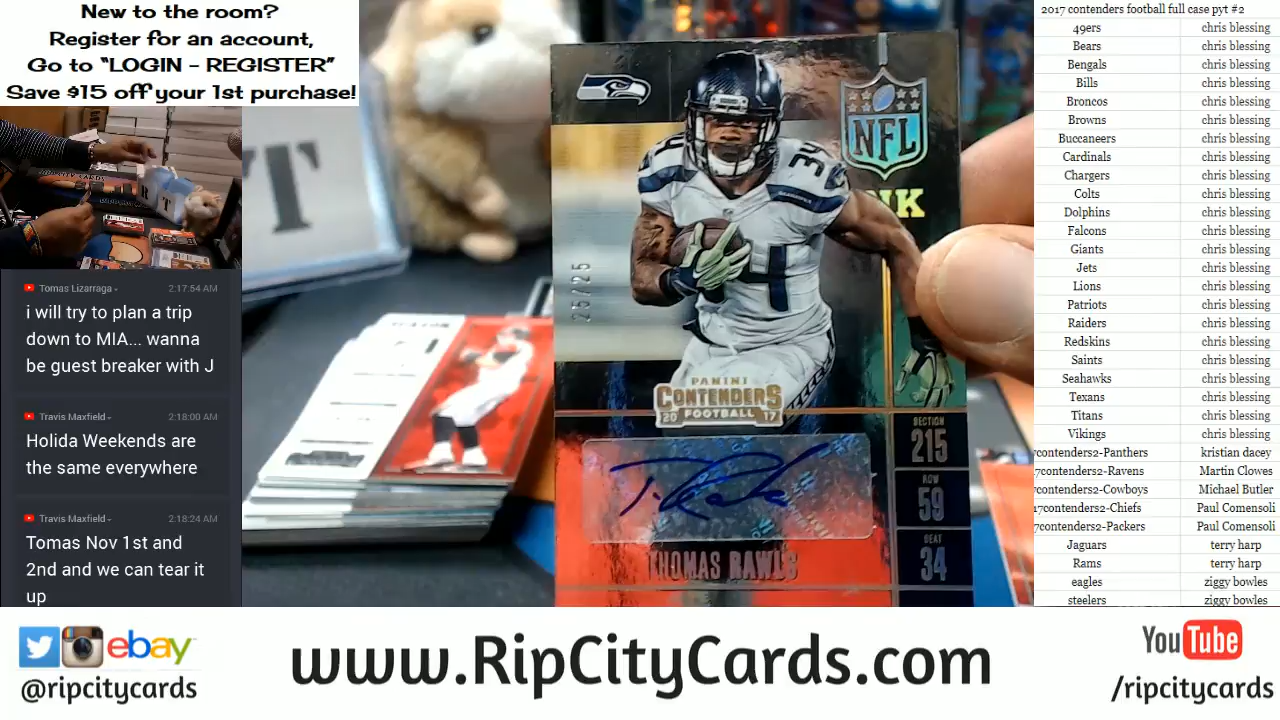 New to the room?
Register for an account,
Go to "LOGIN - REGISTER"
Save $15 off your 1st purchase!
Tomas Lizarraga
2:17:54 AM
i will try to plan a trip
down to MIA... wanna
be guest breaker with J
Travis Maxfield
2:18:00 AM
Holida Weekends are
the same everywhere
Travis Maxfield
2:18:24 AM
Tomas Nov 1st and
2nd and we can tear it
up
T
NFL
34
34
25/25
PANINI
CONTENDERS
20 FOOTBALL 17
SECTION
215
ROW
59
SEAT
34
THOMAS RAWLS
2017 contenders football full case pyt #2
49ers chris blessing
Bears chris blessing
Bengals chris blessing
Bills chris blessing
Broncos chris blessing
Browns chris blessing
Buccaneers chris blessing
Cardinals chris blessing
Chargers chris blessing
Colts chris blessing
Dolphins chris blessing
Falcons chris blessing
Giants chris blessing
Jets chris blessing
Lions chris blessing
Patriots chris blessing
Raiders chris blessing
Redskins chris blessing
Saints chris blessing
Seahawks chris blessing
Texans chris blessing
Titans chris blessing
Vikings chris blessing
7contenders2-Panthers kristian dacey
7contenders2-Ravens Martin Clowes
contenders2-Cowboys Michael Butler
17contenders2-Chiefs Paul Comensoli
7contenders2-Packers Paul Comensoli
Jaguars terry harp
Rams terry harp
eagles ziggy bowles
steelers ziggy bowles
ebay
@ripcitycards
www.RipCityCards.com
YouTube
/ripcitycards